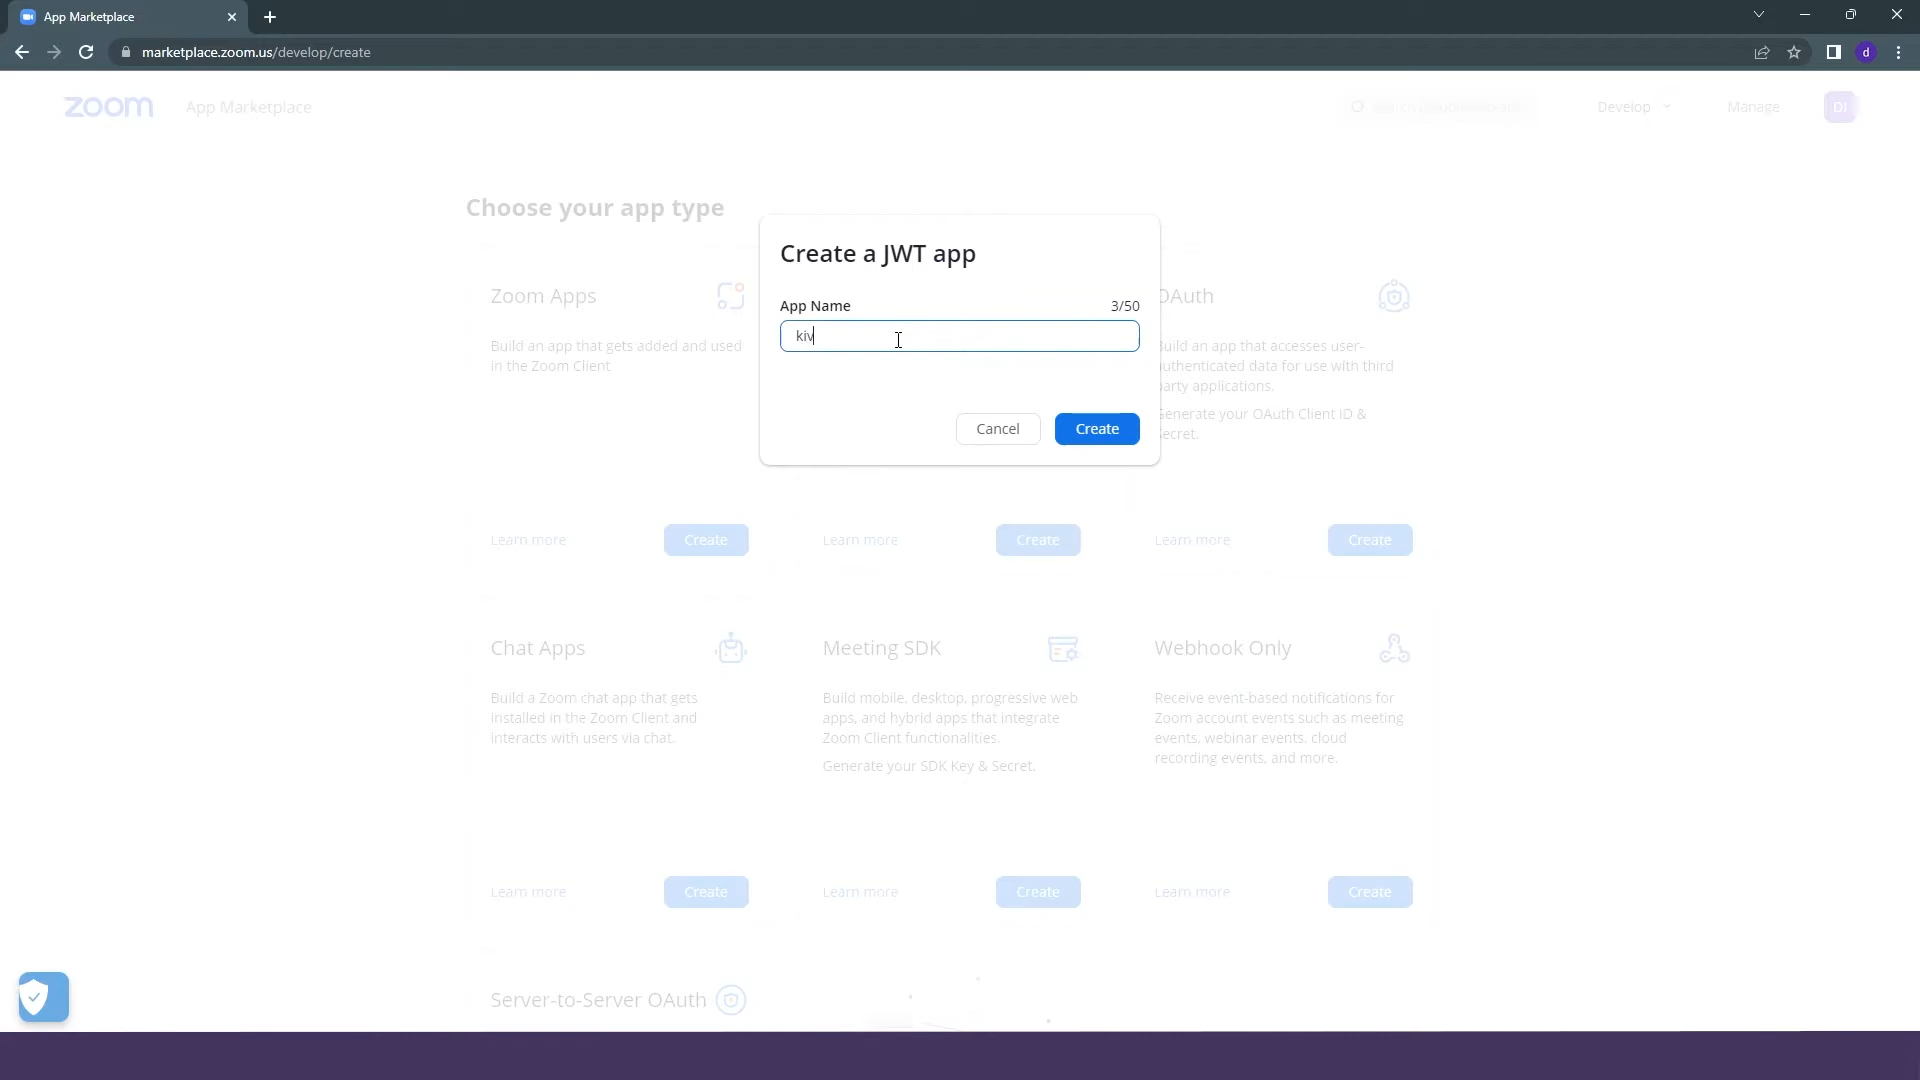 App Marketplace
marketplace.zoom.us/develop/create
d
zoom App Marketplace
Develop
Manage
DI
Choose your app type
Create a JWT app
App Name 3/50
kiv
Cancel Create
Zoom Apps
Build an app that gets added and used
in the Zoom Client
Learn more Create
Learn more Create
OAuth
Build an app that accesses user-
authenticated data for use with third
party applications.
Generate your OAuth Client ID &
Secret.
Learn more Create
Chat Apps
Build a Zoom chat app that gets
installed in the Zoom Client and
interacts with users via chat.
Learn more Create
Meeting SDK
Build mobile, desktop, progressive web
apps, and hybrid apps that integrate
Zoom Client functionalities.
Generate your SDK Key & Secret.
Learn more Create
Webhook Only
Receive event-based notifications for
Zoom account events such as meeting
events, webinar events, cloud
recording events, and more.
Learn more Create
Server-to-Server OAuth